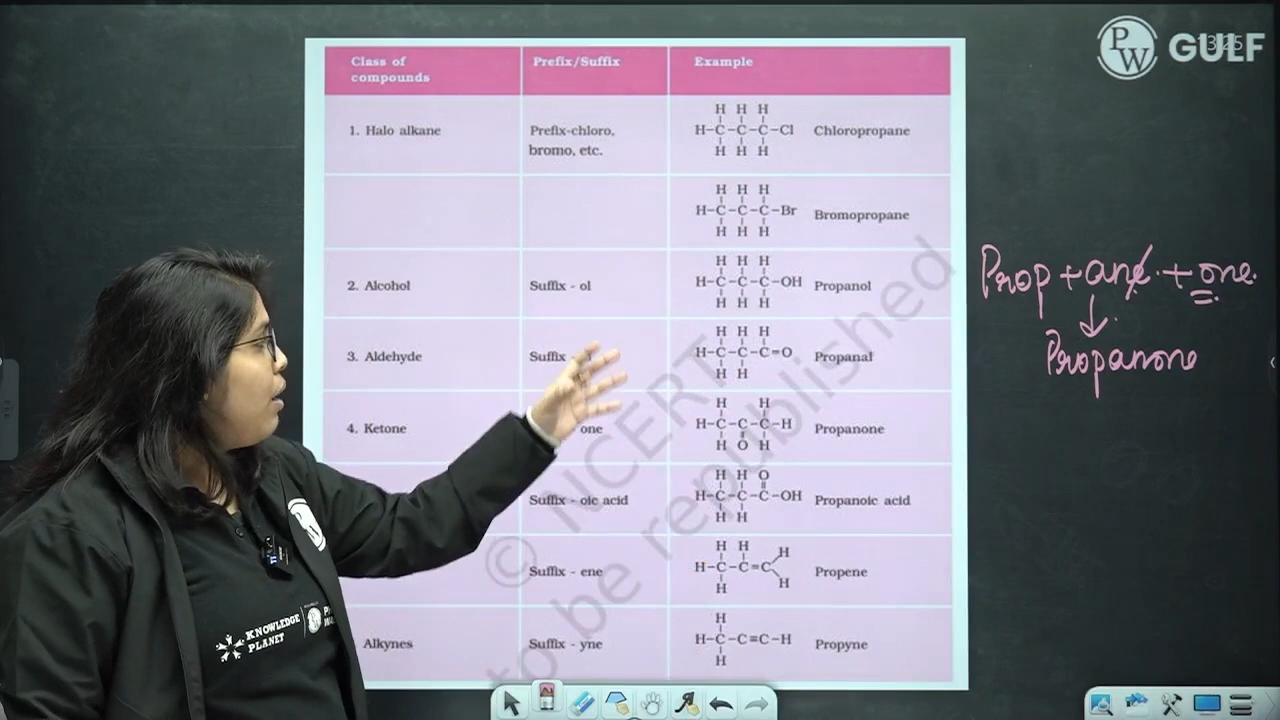 PW GULF
Class of compounds
Prefix/Suffix
Example
1. Halo alkane
Prefix-chloro,
bromo, etc.
H H H
H-C-C-C-Cl
H H H
Chloropropane
H H H
H-C-C-C-Br
H H H
Bromopropane
2. Alcohol
Suffix - ol
H H H
H-C-C-C-OH
H H H
Propanol
3. Aldehyde
Suffix
H H H
H-C-C-C=O
H H
Propanal
4. Ketone
one
H H
H-C-C-C-H
H O H
Propanone
Suffix - oic acid
H H O
H-C-C-C-OH
H H
Propanoic acid
Suffix - ene
H H H
H-C-C=C
H H
Propene
Alkynes
Suffix - yne
H
H-C-C≡C-H
H
Propyne
© NCERT
to be republished
Prop + ane + one
Propanone
KNOWLEDGE
PLANET